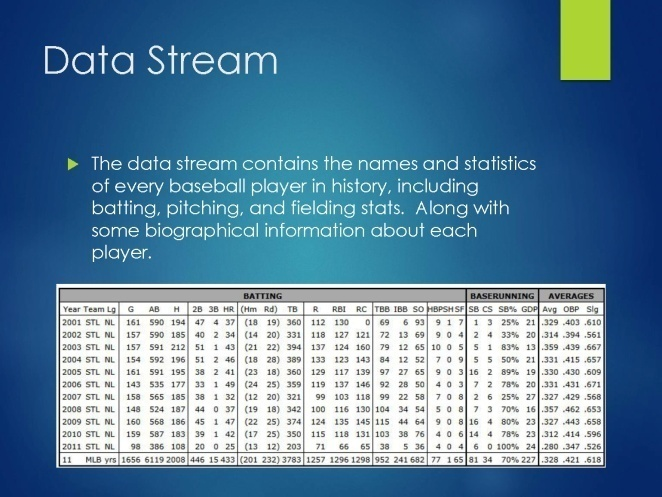 Data Stream
The data stream contains the names and statistics
of every baseball player in history, including
batting, pitching, and fielding stats.  Along with
some biographical information about each
player.
BATTING BASERUNNING AVERAGES
Year Team Lg G AB H 2B 3B HR (Hm Rd) TB R RBI RC TBB IBB SO HBP SH SF SB CS SB% GDP Avg OBP Slg
2001 STL NL 161 590 194 47 4 37 (18 19) 360 112 130 0 69 6 93 9 1 7 1 3 25% 21 .329 .403 .610
2002 STL NL 157 590 185 40 2 34 (14 20) 331 118 127 121 72 13 69 9 0 4 2 4 33% 20 .314 .394 .561
2003 STL NL 157 591 212 51 1 43 (21 22) 394 137 124 160 79 12 65 10 0 5 5 1 83% 13 .359 .439 .667
2004 STL NL 154 592 196 51 2 46 (18 28) 389 133 123 143 84 12 52 7 0 9 5 5 50% 21 .331 .415 .657
2005 STL NL 161 591 195 38 2 41 (23 18) 360 129 117 139 97 27 65 9 0 3 16 2 89% 19 .330 .430 .609
2006 STL NL 143 535 177 33 1 49 (24 25) 359 119 137 146 92 28 50 4 0 3 7 2 78% 20 .331 .431 .671
2007 STL NL 158 565 185 38 1 32 (12 20) 321 99 103 118 99 22 58 7 0 2 2 6 25% 27 .327 .429 .568
2008 STL NL 148 524 187 44 0 37 (19 18) 342 100 116 130 104 34 54 5 0 8 7 3 70% 16 .357 .462 .653
2009 STL NL 160 568 186 45 1 47 (22 25) 374 124 135 145 115 44 64 9 0 8 16 4 80% 23 .327 .443 .658
2010 STL NL 159 587 183 39 1 42 (17 25) 350 115 118 131 103 38 76 4 0 6 14 4 78% 23 .312 .414 .596
2011 STL NL 98 386 108 20 0 25 (13 12) 203 71 66 65 38 5 36 4 0 4 6 0 100% 24 .280 .347 .526
11 MLB yrs 1656 6119 2008 446 15 433 (201 232) 3783 1257 1296 1298 952 241 682 77 1 65 81 34 70% 227 .328 .421 .618